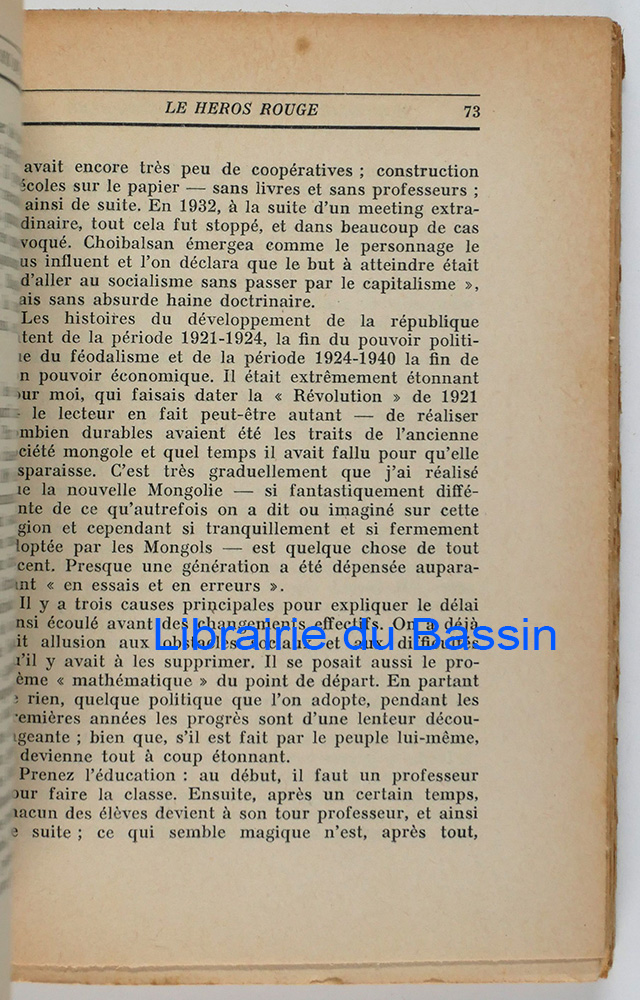 LE HEROS ROUGE 73
avait encore très peu de coopératives ; construction
écoles sur le papier — sans livres et sans professeurs ;
ainsi de suite. En 1932, à la suite d'un meeting extra-
dinaire, tout cela fut stoppé, et dans beaucoup de cas
voqué. Choibalsan émergea comme le personnage le
us influent et l'on déclara que le but à atteindre était
d'aller au socialisme sans passer par le capitalisme »,
ais sans absurde haine doctrinaire.
Les histoires du développement de la république
tent de la période 1921-1924, la fin du pouvoir politi-
e du féodalisme et de la période 1924-1940 la fin de
n pouvoir économique. Il était extrêmement étonnant
ur moi, qui faisais dater la « Révolution » de 1921
- le lecteur en fait peut-être autant — de réaliser
mbien durables avaient été les traits de l'ancienne
ciété mongole et quel temps il avait fallu pour qu'elle
sparaisse. C'est très graduellement que j'ai réalisé
e la nouvelle Mongolie — si fantastiquement diffé-
nte de ce qu'autrefois on a dit ou imaginé sur cette
gion et cependant si tranquillement et si fermement
loptée par les Mongols — est quelque chose de tout
cent. Presque une génération a été dépensée aupara-
nt « en essais et en erreurs ».
Il y a trois causes principales pour expliquer le délai
nsi écoulé avant des changements effectifs. On a déjà
it allusion aux obstacles sociaux et aux difficultés
Librairie du Bassin
u'il y avait à les supprimer. Il se posait aussi le pro-
ème « mathématique » du point de départ. En partant
rien, quelque politique que l'on adopte, pendant les
emières années les progrès sont d'une lenteur décou-
geante ; bien que, s'il est fait par le peuple lui-même,
devienne tout à coup étonnant.
Prenez l'éducation : au début, il faut un professeur
our faire la classe. Ensuite, après un certain temps,
acun des élèves devient à son tour professeur, et ainsi
suite ; ce qui semble magique n'est, après tout,